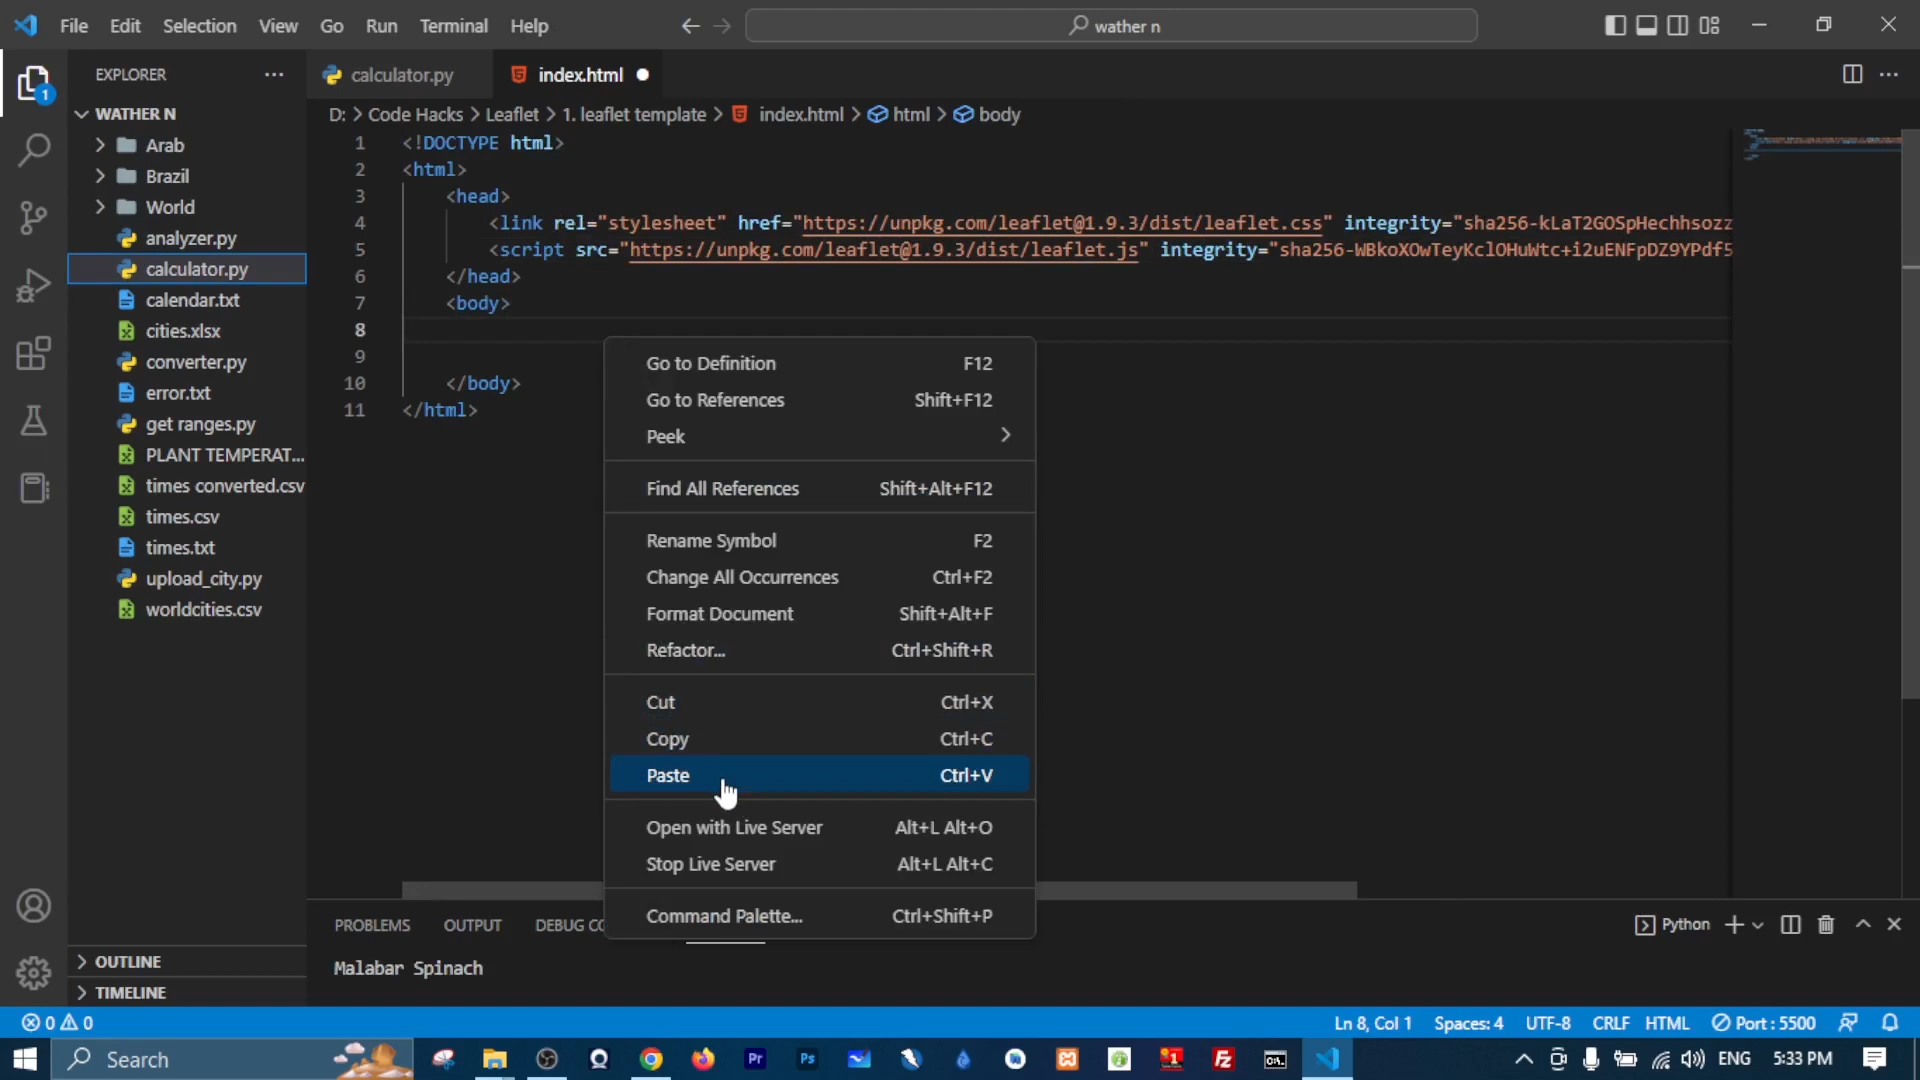 File Edit Selection View Go Run Terminal Help
wather n
EXPLORER
1
WATHER N
Arab
Brazil
World
analyzer.py
calculator.py
calendar.txt
cities.xlsx
converter.py
error.txt
get ranges.py
PLANT TEMPERAT...
times converted.csv
times.csv
times.txt
upload_city.py
worldcities.csv
OUTLINE
TIMELINE
calculator.py index.html
D: > Code Hacks > Leaflet > 1. leaflet template > index.html > html > body
1 <!DOCTYPE html>
2 <html>
3 <head>
4 <link rel="stylesheet" href="https://unpkg.com/leaflet@1.9.3/dist/leaflet.css" integrity="sha256-kLaT2GOSpHechhsozz
5 <script src="https://unpkg.com/leaflet@1.9.3/dist/leaflet.js" integrity="sha256-WBkoXOwTeyKclOHuWtc+i2uENFpDZ9YPdf5
6 </head>
7 <body>
8
9
10 </body>
11 </html>
Go to Definition F12
Go to References Shift+F12
Peek
Find All References Shift+Alt+F12
Rename Symbol F2
Change All Occurrences Ctrl+F2
Format Document Shift+Alt+F
Refactor... Ctrl+Shift+R
Cut Ctrl+X
Copy Ctrl+C
Paste Ctrl+V
Open with Live Server Alt+L Alt+O
Stop Live Server Alt+L Alt+C
Command Palette... Ctrl+Shift+P
PROBLEMS OUTPUT DEBUG CO
Python
Malabar Spinach
0 0
Ln 8, Col 1 Spaces: 4 UTF-8 CRLF HTML Port : 5500
Search
Pr Ps 1 Fz
ENG 5:33 PM